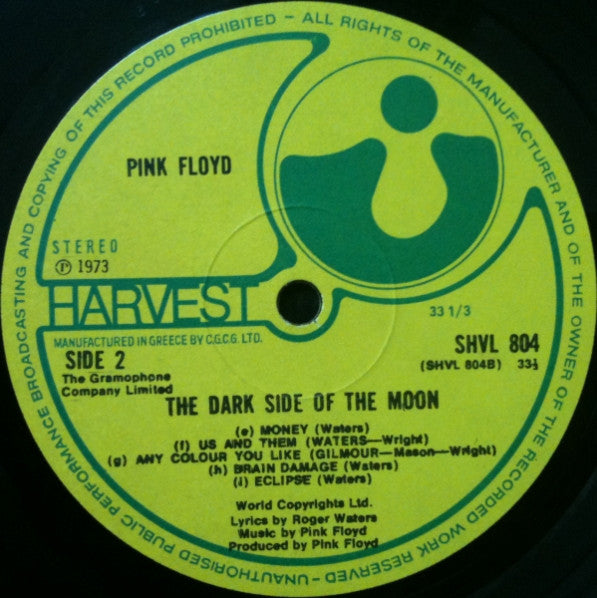 ALL RIGHTS OF THE MANUFACTURER AND OF THE OWNER OF THE RECORDED WORK RESERVED - UNAUTHORISED PUBLIC PERFORMANCE BROADCASTING AND COPYING OF THIS RECORD PROHIBITED -
PINK FLOYD
STEREO
Ⓟ 1973
HARVEST
33 1/3
MANUFACTURED IN GREECE BY C.G.C.G. LTD.
SIDE 2
SHVL 804
The Gramophone
(SHVL 804B) 33⅓
Company Limited
THE DARK SIDE OF THE MOON
(e) MONEY (Waters)
(f) US AND THEM (WATERS—Wright)
(g) ANY COLOUR YOU LIKE (GILMOUR—Mason—Wright)
(h) BRAIN DAMAGE (Waters)
(i) ECLIPSE (Waters)
World Copyrights Ltd.
Lyrics by Roger Waters
Music by Pink Floyd
Produced by Pink Floyd